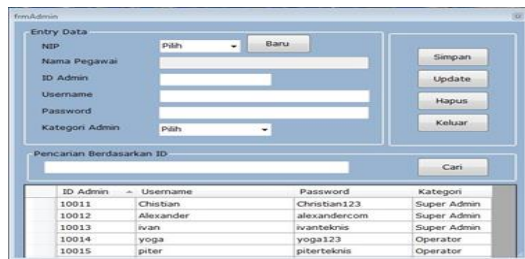 frmAdmin
Entry Data
NIP Pilih Baru
Nama Pegawai
ID Admin
Username
Password
Kategori Admin Pilih
Simpan
Update
Hapus
Keluar
Pencarian Berdasarkan ID
Cari
ID Admin Username Password Kategori
10011 Chistian Christian123 Super Admin
10012 Alexander alexandercom Super Admin
10013 ivan ivanteknis Super Admin
10014 yoga yoga123 Operator
10015 piter piterteknis Operator